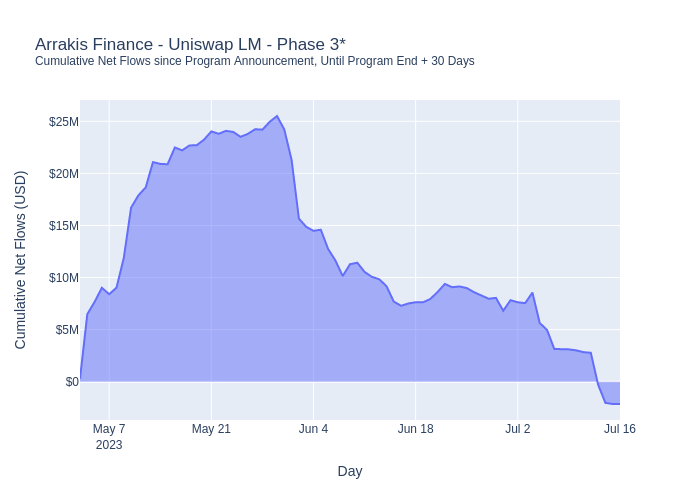 Arrakis Finance - Uniswap LM - Phase 3*
Cumulative Net Flows since Program Announcement, Until Program End + 30 Days
Cumulative Net Flows (USD)
$25M
$20M
$15M
$10M
$5M
$0
May 7
2023
May 21
Jun 4
Jun 18
Jul 2
Jul 16
Day